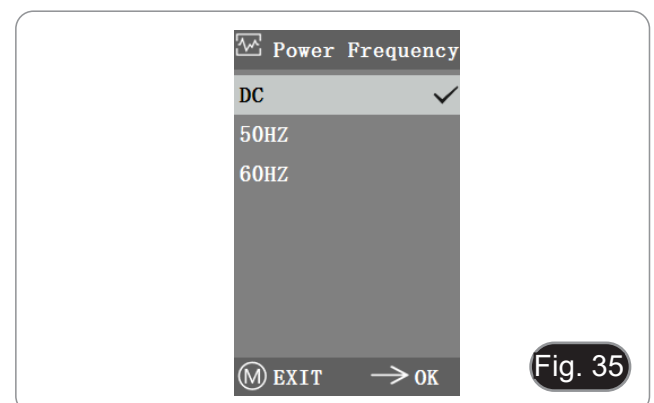 Power Frequency
DC
50HZ
60HZ
M EXIT → OK
Fig. 35